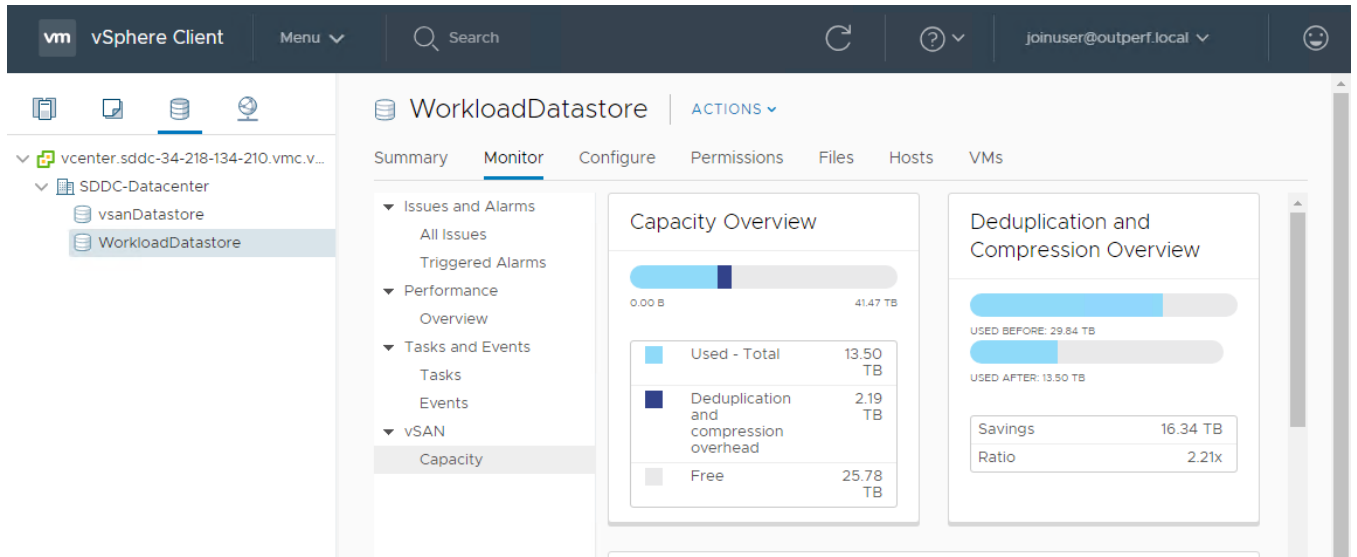 vm vSphere Client Menu Search joinuser@outperf.local
vcenter.sddc-34-218-134-210.vmc.v...
SDDC-Datacenter
vsanDatastore
WorkloadDatastore
WorkloadDatastore ACTIONS
Summary Monitor Configure Permissions Files Hosts VMs
Issues and Alarms
All Issues
Triggered Alarms
Performance
Overview
Tasks and Events
Tasks
Events
vSAN
Capacity
Capacity Overview
0.00 B 41.47 TB
Used - Total 13.50
TB
Deduplication 2.19
and TB
compression
overhead
Free 25.78
TB
Deduplication and
Compression Overview
USED BEFORE: 29.84 TB
USED AFTER: 13.50 TB
Savings 16.34 TB
Ratio 2.21x